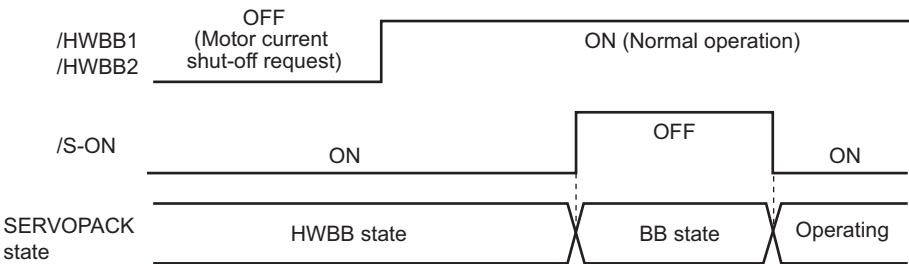 OFF
(Motor current
shut-off request)
/HWBB1
/HWBB2
ON (Normal operation)
/S-ON
ON
OFF
ON
SERVOPACK
state
HWBB state
BB state
Operating